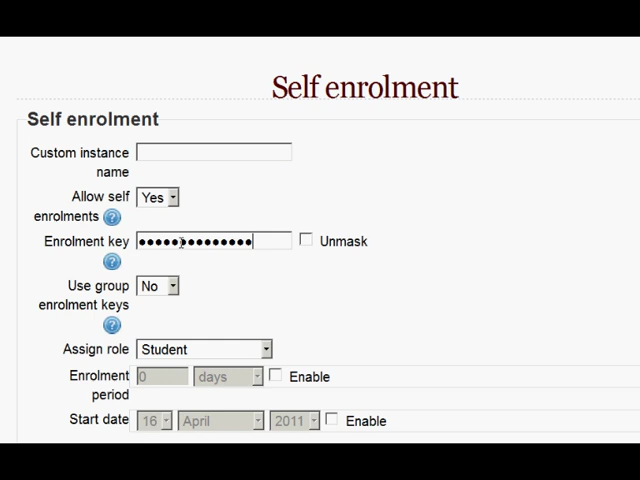 Self enrolment
Self enrolment
Custom instance
name
Allow self Yes
enrolments
Enrolment key ●●●●●●●●●●●●●● Unmask
Use group No
enrolment keys
Assign role Student
Enrolment 0 days Enable
period
Start date 16 April 2011 Enable